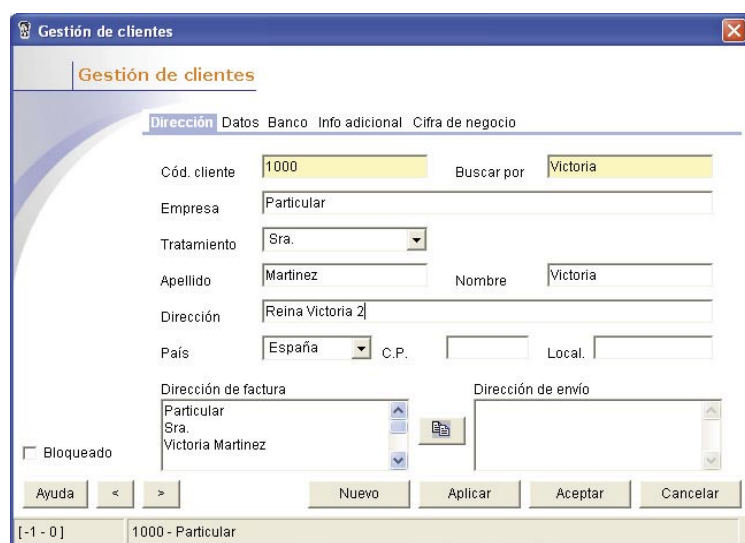 Gestión de clientes
Gestión de clientes
Dirección Datos Banco Info adicional Cifra de negocio
Cód. cliente 1000 Buscar por Victoria
Empresa Particular
Tratamiento Sra.
Apellido Martinez Nombre Victoria
Dirección Reina Victoria 2
País España C.P. Local.
Dirección de factura Dirección de envío
Particular
Sra.
Victoria Martinez
Bloqueado
Ayuda < > Nuevo Aplicar Aceptar Cancelar
[-1 - 0] 1000 - Particular